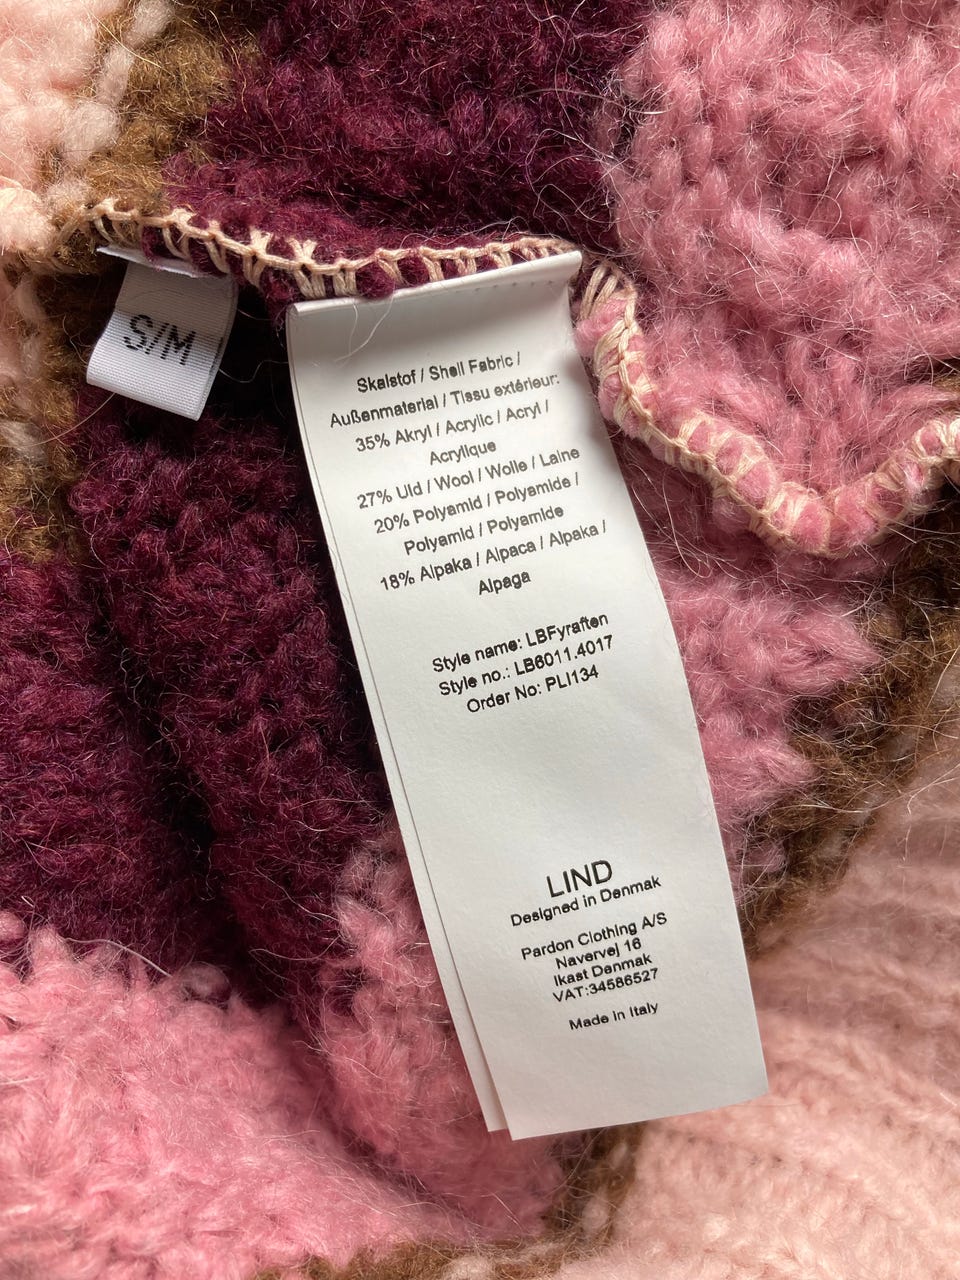 S/M
Skalstof / Shell Fabric /
Außenmaterial / Tissu extérieur:
35% Akryl / Acrylic / Acryl /
Acrylique
27% Uld / Wool / Wolle / Laine
20% Polyamid / Polyamide /
Polyamid / Polyamide
18% Alpaka / Alpaca / Alpaka /
Alpaga
Style name: LBFyraften
Style no.: LB6011.4017
Order No: PLI134
LIND
Designed in Denmak
Pardon Clothing A/S
Navervej 16
Ikast Denmak
VAT:34586527
Made in Italy